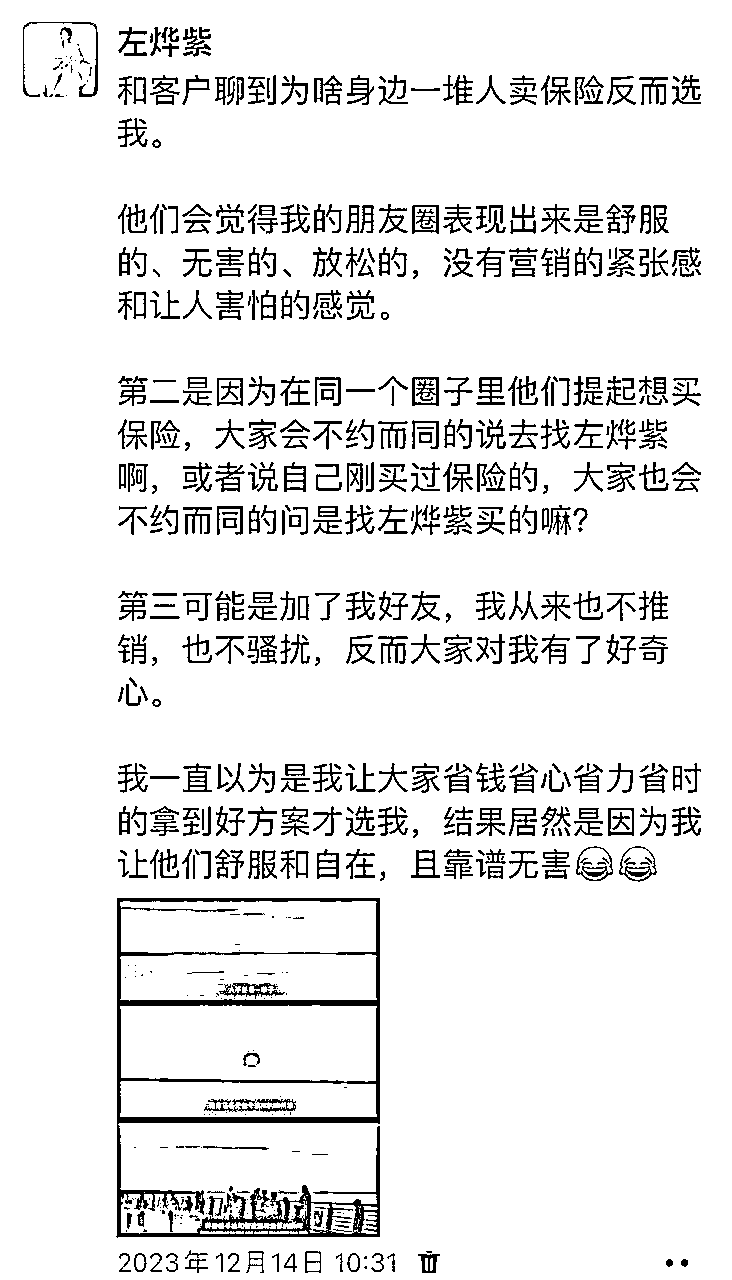 左烨紫
和客户聊到为啥身边一堆人卖保险反而选
我。
他们会觉得我的朋友圈表现出来是舒服
的、无害的、放松的，没有营销的紧张感
和让人害怕的感觉。
第二是因为在同一个圈子里他们提起想买
保险，大家会不约而同的说去找左烨紫
啊，或者说自己刚买过保险的，大家也会
不约而同的问是找左烨紫买的嘛？
第三可能是加了我好友，我从来也不推
销，也不骚扰，反而大家对我有了好奇
心。
我一直以为是我让大家省钱省心省力省时
的拿到好方案才选我，结果居然是因为我
让他们舒服和自在，且靠谱无害😂😂
2023年12月14日 10:31